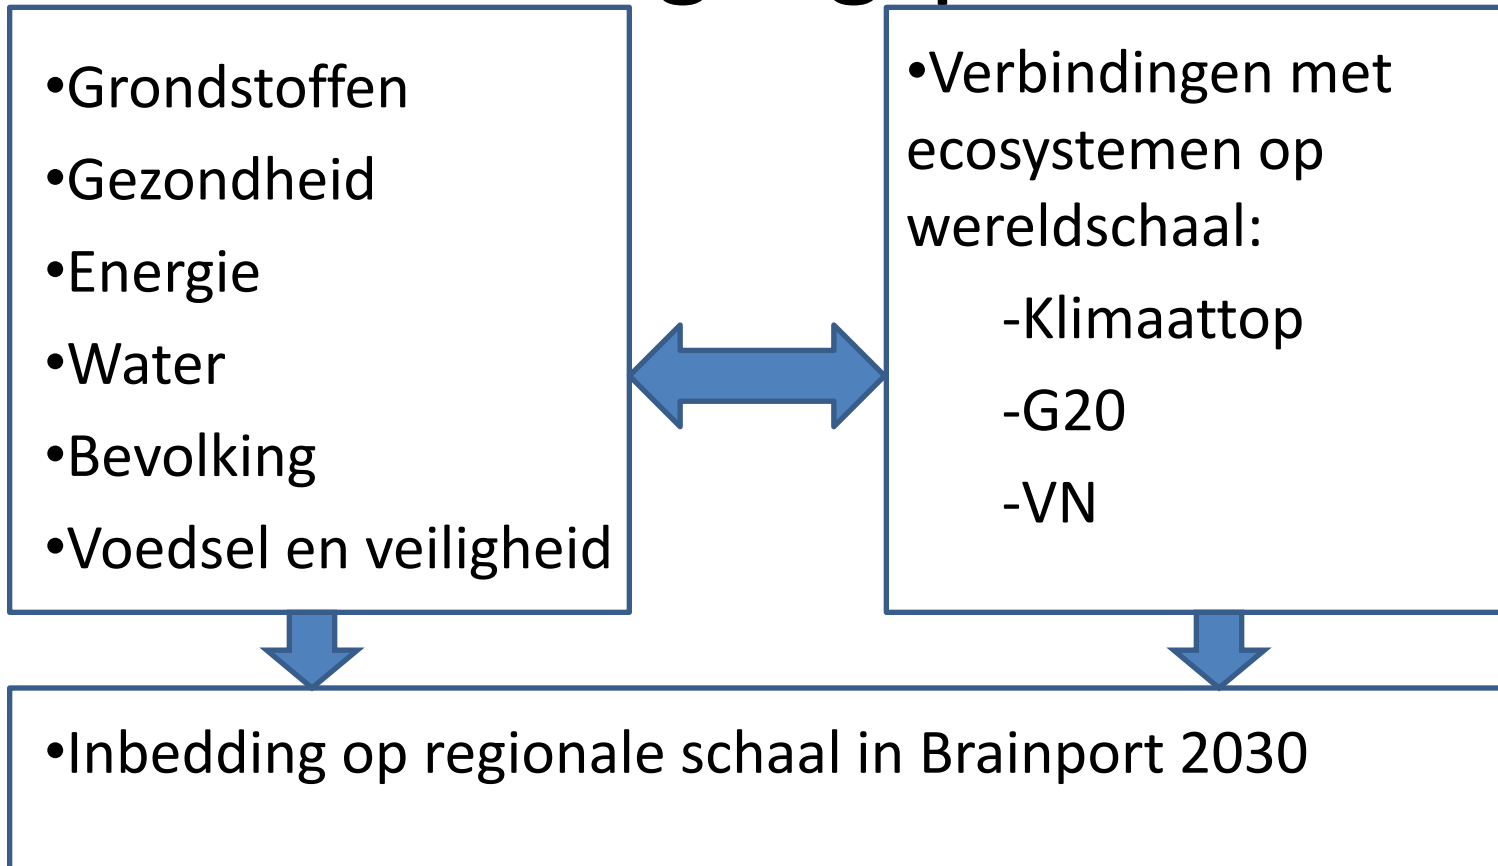 •Grondstoffen
•Gezondheid
•Energie
•Water
•Bevolking
•Voedsel en veiligheid
•Verbindingen met
ecosystemen op
wereldschaal:
-Klimaattop
-G20
-VN
•Inbedding op regionale schaal in Brainport 2030